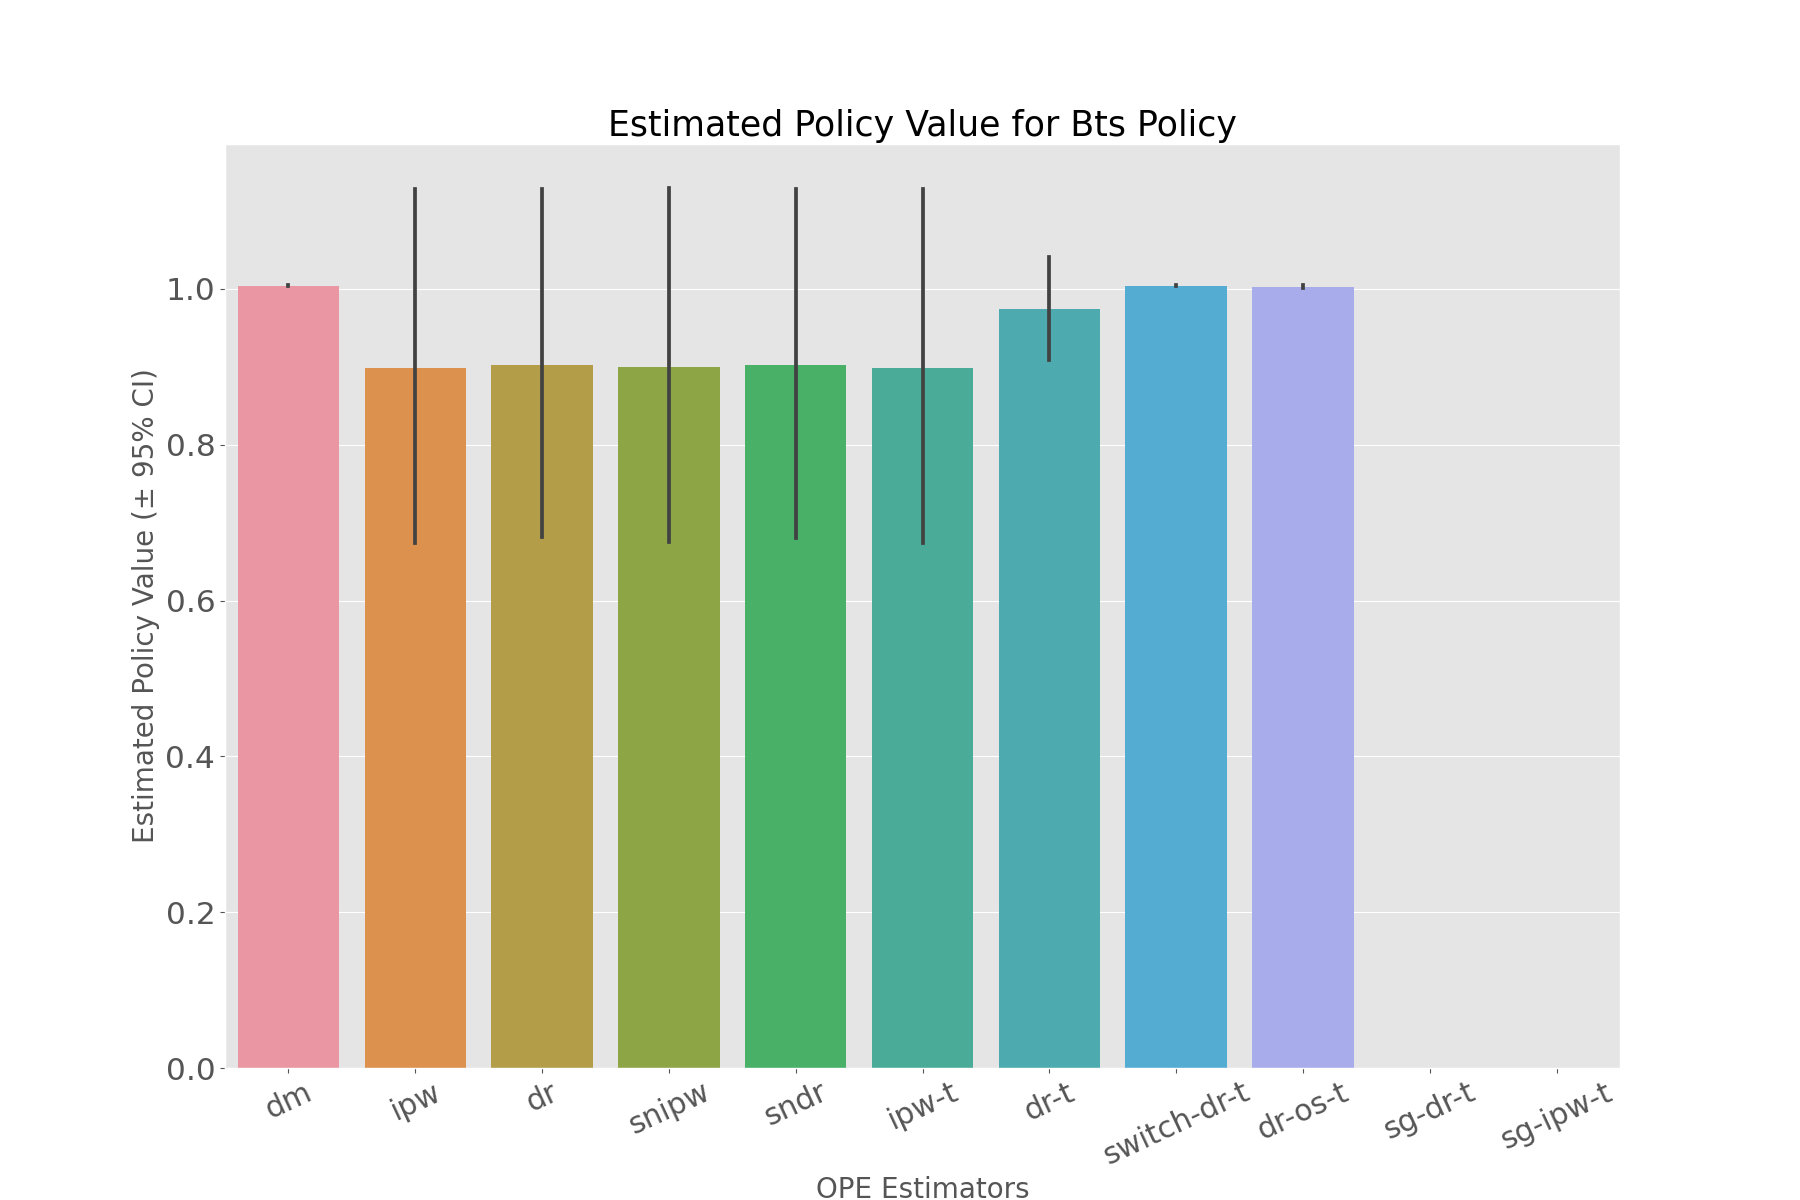 Estimated Policy Value for Bts Policy
Estimated Policy Value (± 95% CI)
1.0
0.8
0.6
0.4
0.2
0.0
dm
ipw
dr
snipw
sndr
ipw-t
dr-t
switch-dr-t
dr-os-t
sg-dr-t
sg-ipw-t
OPE Estimators